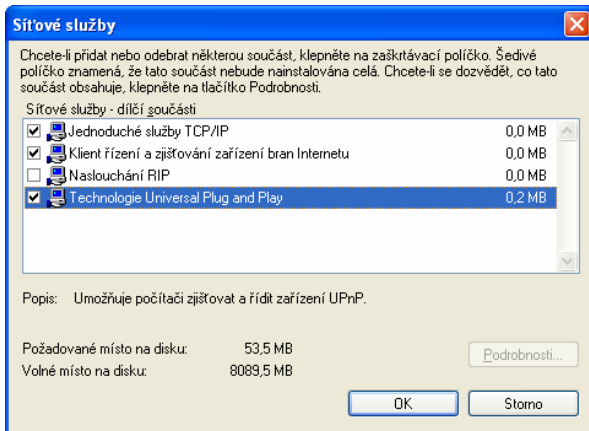 Síťové služby
Chcete-li přidat nebo odebrat některou součást, klepněte na zaškrtávací políčko. Šedivé
políčko znamená, že tato součást nebude nainstalována celá. Chcete-li se dozvědět, co tato
součást obsahuje, klepněte na tlačítko Podrobnosti.
Síťové služby - dílčí součásti
Jednoduché služby TCP/IP 0,0 MB
Klient řízení a zjišťování zařízení bran Internetu 0,0 MB
Naslouchání RIP 0,0 MB
Technologie Universal Plug and Play 0,2 MB
Popis: Umožňuje počítači zjišťovat a řídit zařízení UPnP.
Požadované místo na disku: 53,5 MB
Volné místo na disku: 8089,5 MB
Podrobnosti...
OK Storno